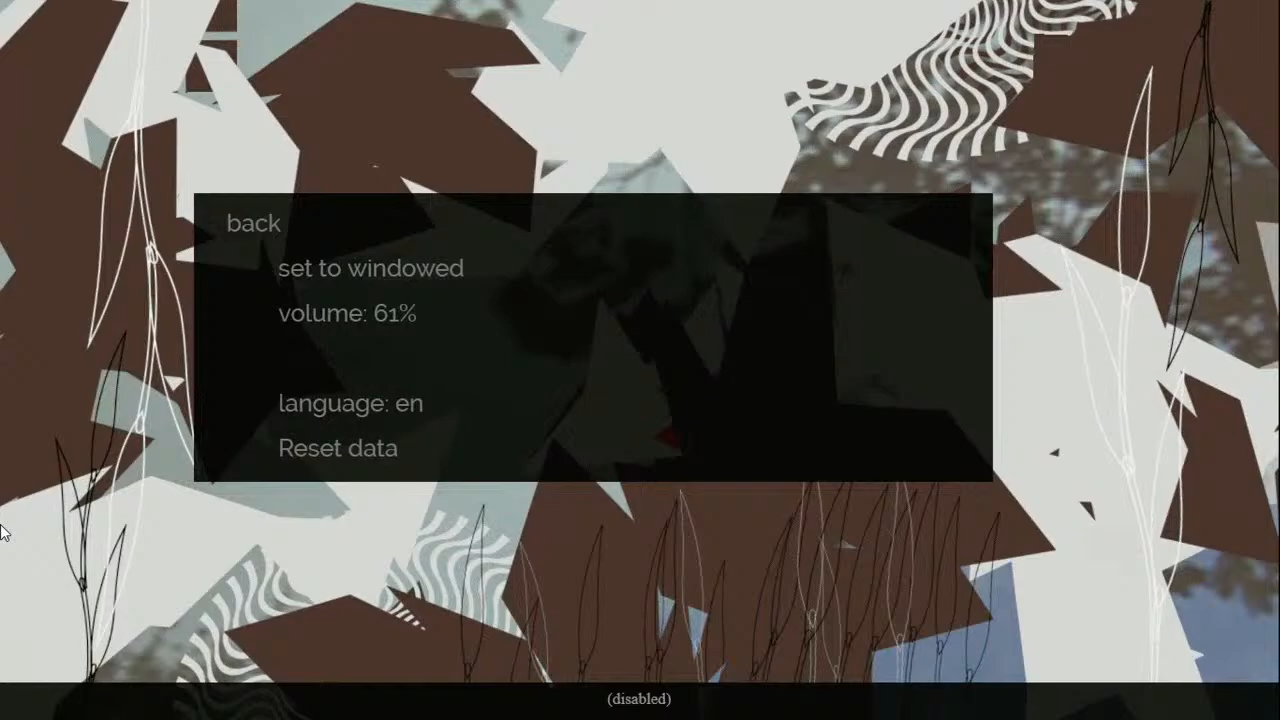 back
set to windowed
volume: 61%
language: en
Reset data
(disabled)